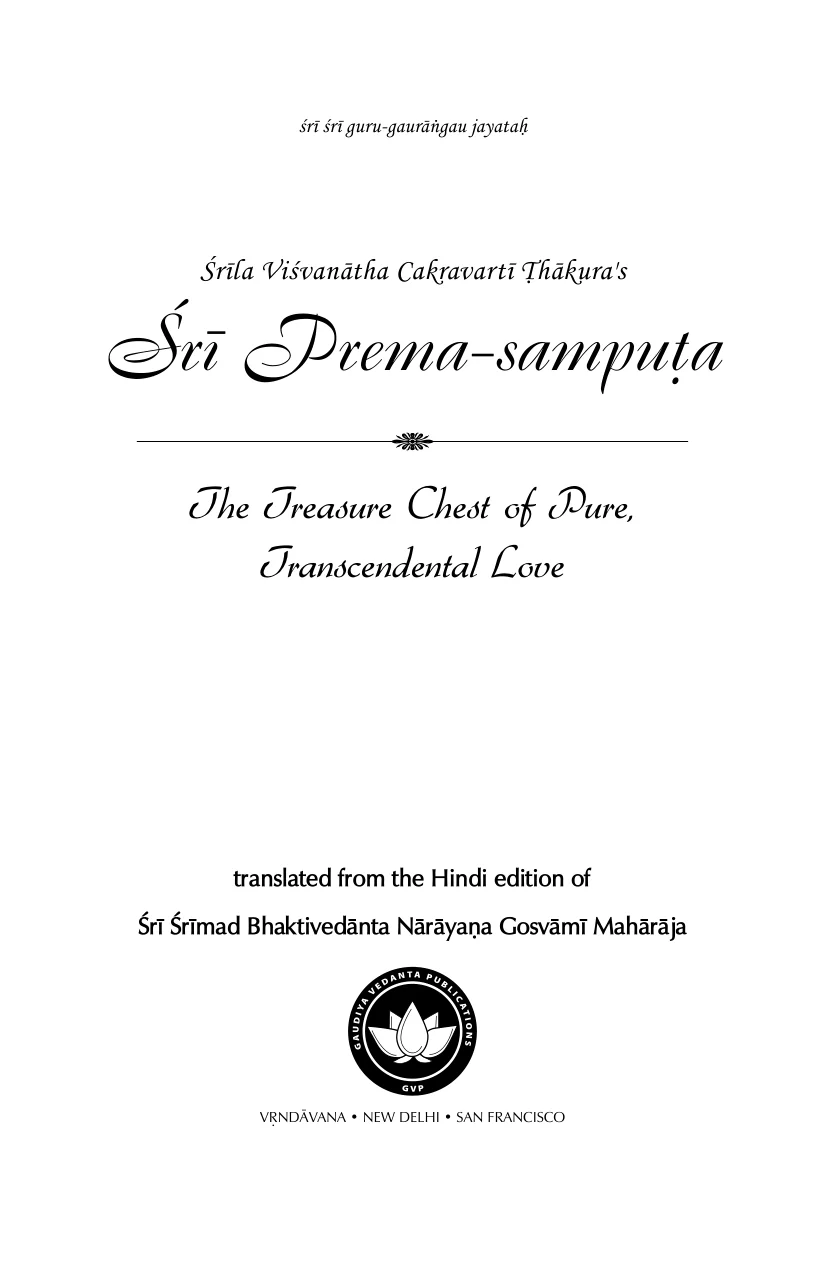 śrī śrī guru-gaurāṅgau jayataḥ
Śrīla Viśvanātha Cakravartī Ṭhākura's
Śrī Prema-sampuṭa
The Treasure Chest of Pure,
Transcendental Love
translated from the Hindi edition of
Śrī Śrīmad Bhaktivedānta Nārāyaṇa Gosvāmī Mahārāja
GAUDIYA VEDANTA PUBLICATIONS
GVP
VṚNDĀVANA • NEW DELHI • SAN FRANCISCO